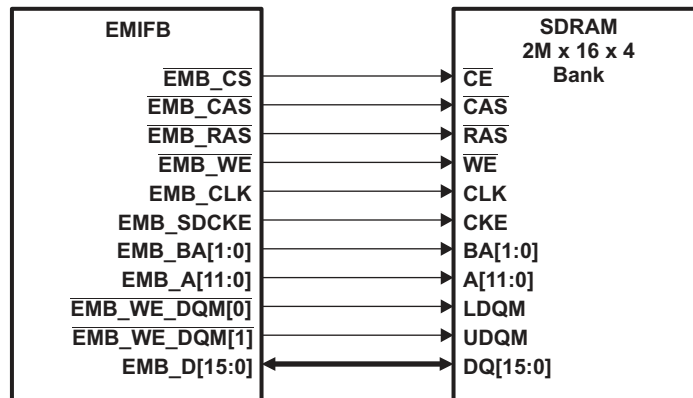 EMIFB
EMB_CS
EMB_CAS
EMB_RAS
EMB_WE
EMB_CLK
EMB_SDCKE
EMB_BA[1:0]
EMB_A[11:0]
EMB_WE_DQM[0]
EMB_WE_DQM[1]
EMB_D[15:0]
SDRAM
2M x 16 x 4
Bank
CE
CAS
RAS
WE
CLK
CKE
BA[1:0]
A[11:0]
LDQM
UDQM
DQ[15:0]